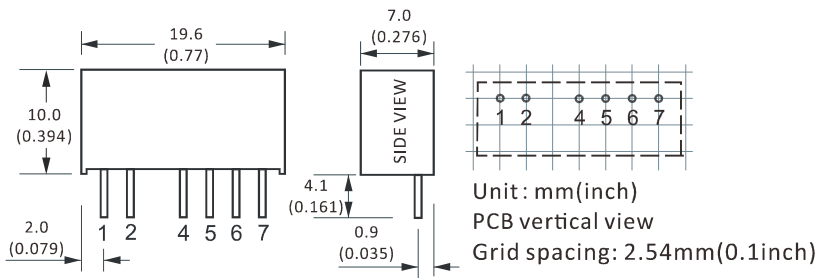 19.6
(0.77)
7.0
(0.276)
10.0
(0.394)
SIDE VIEW
1 2 4 5 6 7
4.1
(0.161)
2.0
(0.079)
1 2 4 5 6 7
0.9
(0.035)
Unit: mm(inch)
PCB vertical view
Grid spacing: 2.54mm(0.1inch)